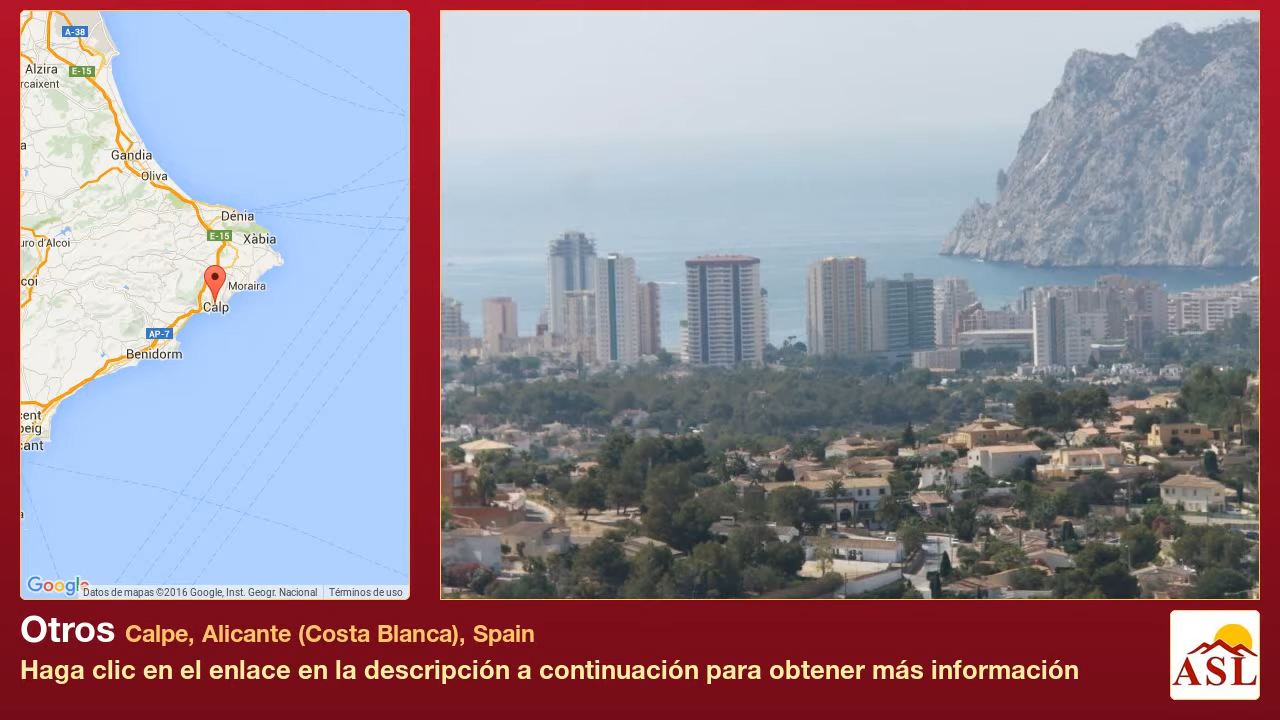 A-38
Alzira
E-15
rcaixent
a
Gandia
Oliva
Dénia
E-15
uro d'Alcoi
Xàbia
coi
Moraira
Calp
AP-7
Benidorm
cent
peig
cant
a
Google
Datos de mapas ©2016 Google, Inst. Geogr. Nacional
Términos de uso
Otros Calpe, Alicante (Costa Blanca), Spain
Haga clic en el enlace en la descripción a continuación para obtener más información
ASL